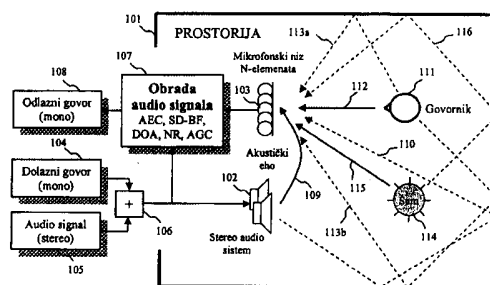 101
PROSTORIJA
113a
116
107
Mikrofonski niz
N-elemenata
111
108
Obrada
audio signala
AEC, SD-BF,
DOA, NR, AGC
103
112
Govornik
Odlazni govor
(mono)
104
Akustički
eho
110
Dolazni govor
(mono)
102
109
115
Šum
+
106
Stereo audio
sistem
113b
114
Audio signal
(stereo)
105